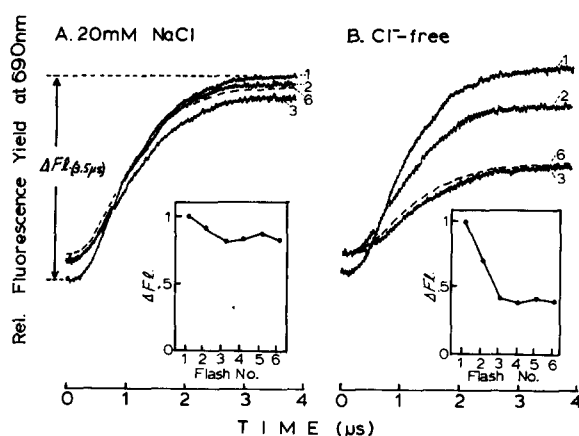 A. 20mM NaCl
B. Cl⁻-free
Rel. Fluorescence Yield at 690nm
ΔFl.(3.5μs)
1
2
6
3
1
2
6
3
ΔFl.
1
.5
0
1 2 3 4 5 6
Flash No.
ΔFl.
1
.5
0
1 2 3 4 5 6
Flash No.
0 1 2 3 4
0 1 2 3 4
TIME (μs)